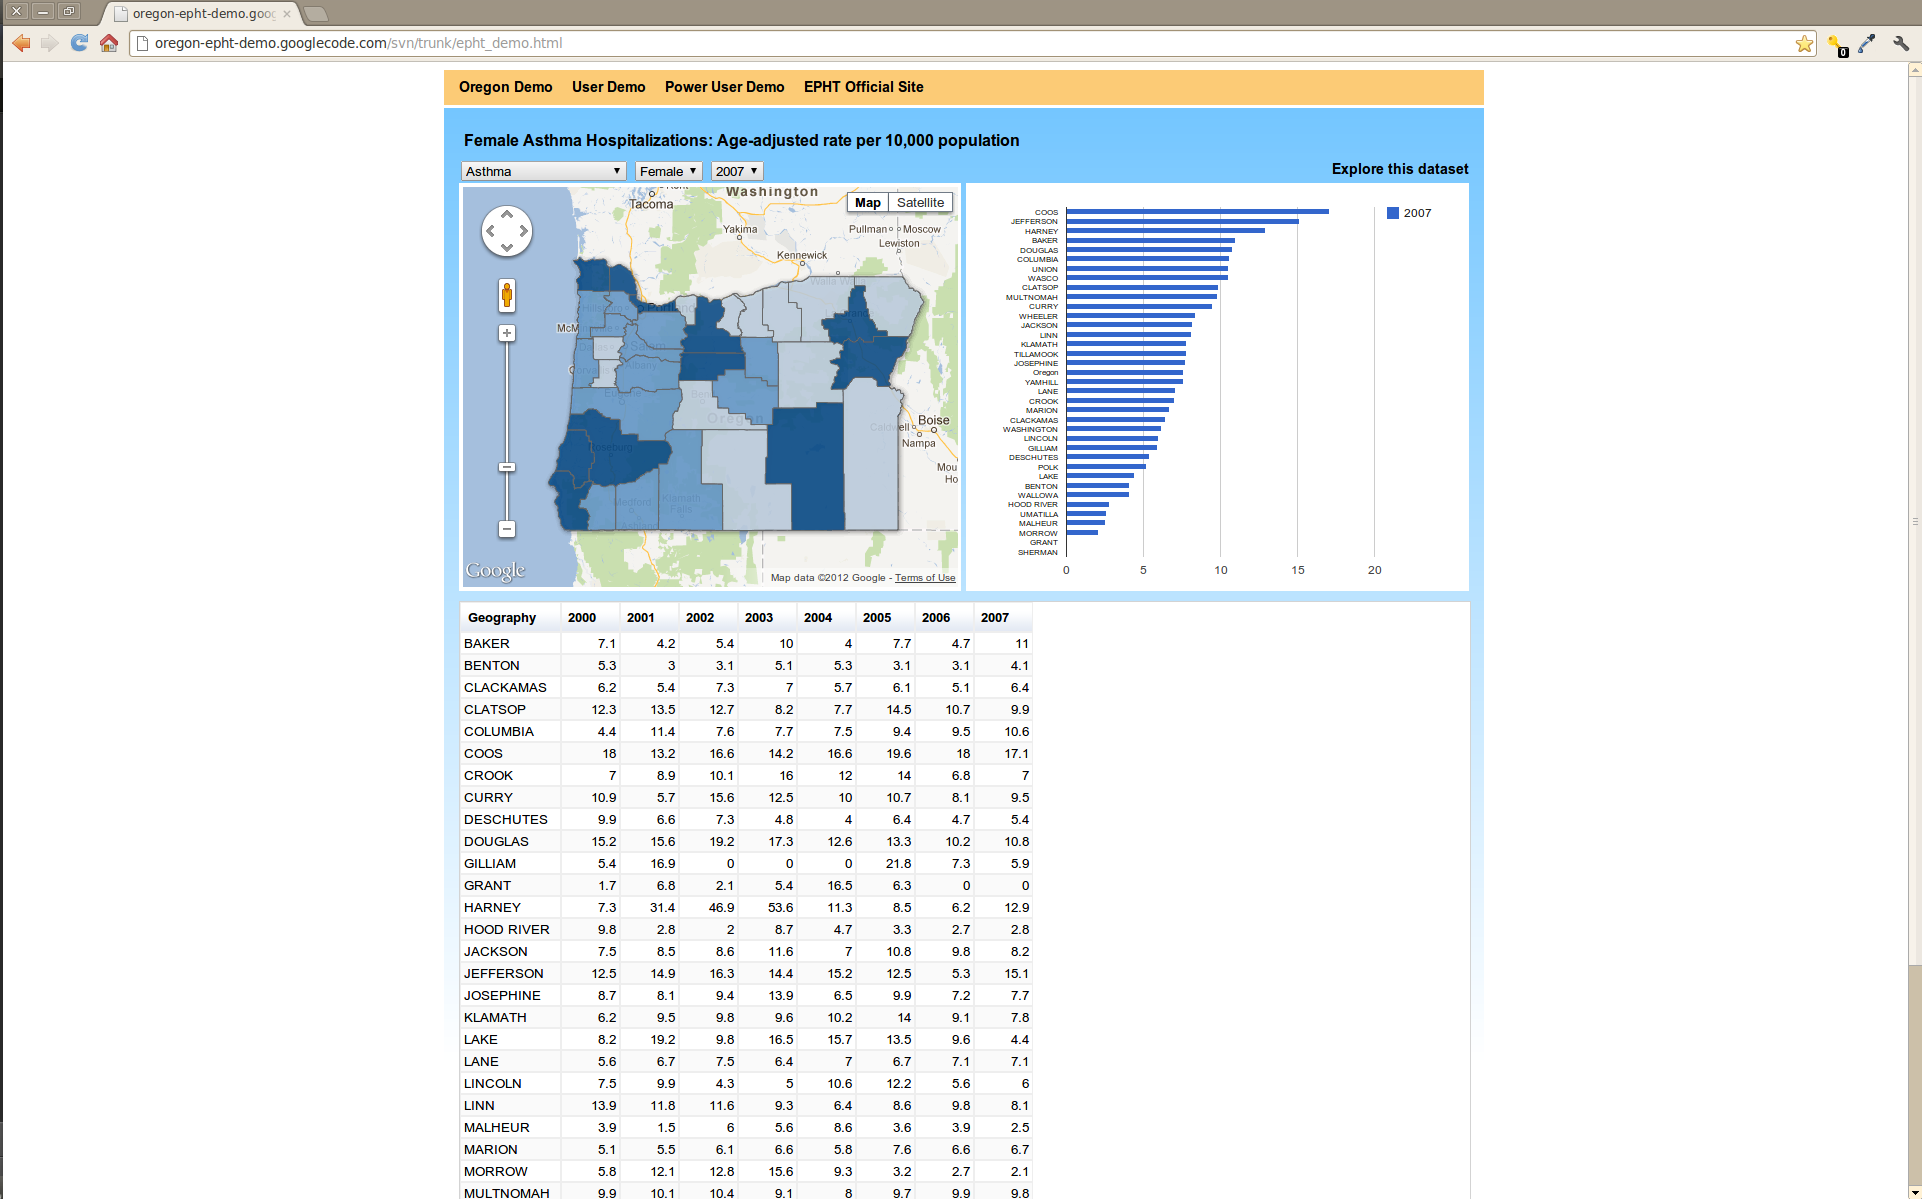 oregon-epht-demo.goog
oregon-epht-demo.googlecode.com/svn/trunk/epht_demo.html
0
Oregon Demo User Demo Power User Demo EPHT Official Site
Female Asthma Hospitalizations: Age-adjusted rate per 10,000 population
Asthma Female 2007 Explore this dataset
Washington
Map Satellite
Tacoma
Yakima
Pullman Moscow
Lewiston
Kennewick
Walla Wa
Portland
Hillsboro
McM
Salem
Corvallis
Albany
Eugene
Oregon
Roseburg
Medford
Ashland
Klamath
Falls
Boise
Caldwell
Nampa
Mou
Ho
Google
Map data ©2012 Google - Terms of Use
2007
COOS
JEFFERSON
HARNEY
BAKER
DOUGLAS
COLUMBIA
UNION
WASCO
CLATSOP
MULTNOMAH
CURRY
WHEELER
JACKSON
LINN
KLAMATH
TILLAMOOK
JOSEPHINE
Oregon
YAMHILL
LANE
CROOK
MARION
CLACKAMAS
WASHINGTON
LINCOLN
GILLIAM
DESCHUTES
POLK
LAKE
BENTON
WALLOWA
HOOD RIVER
UMATILLA
MALHEUR
MORROW
GRANT
SHERMAN
0 5 10 15 20
Geography 2000 2001 2002 2003 2004 2005 2006 2007
BAKER 7.1 4.2 5.4 10 4 7.7 4.7 11
BENTON 5.3 3 3.1 5.1 5.3 3.1 3.1 4.1
CLACKAMAS 6.2 5.4 7.3 7 5.7 6.1 5.1 6.4
CLATSOP 12.3 13.5 12.7 8.2 7.7 14.5 10.7 9.9
COLUMBIA 4.4 11.4 7.6 7.7 7.5 9.4 9.5 10.6
COOS 18 13.2 16.6 14.2 16.6 19.6 18 17.1
CROOK 7 8.9 10.1 16 12 14 6.8 7
CURRY 10.9 5.7 15.6 12.5 10 10.7 8.1 9.5
DESCHUTES 9.9 6.6 7.3 4.8 4 6.4 4.7 5.4
DOUGLAS 15.2 15.6 19.2 17.3 12.6 13.3 10.2 10.8
GILLIAM 5.4 16.9 0 0 0 21.8 7.3 5.9
GRANT 1.7 6.8 2.1 5.4 16.5 6.3 0 0
HARNEY 7.3 31.4 46.9 53.6 11.3 8.5 6.2 12.9
HOOD RIVER 9.8 2.8 2 8.7 4.7 3.3 2.7 2.8
JACKSON 7.5 8.5 8.6 11.6 7 10.8 9.8 8.2
JEFFERSON 12.5 14.9 16.3 14.4 15.2 12.5 5.3 15.1
JOSEPHINE 8.7 8.1 9.4 13.9 6.5 9.9 7.2 7.7
KLAMATH 6.2 9.5 9.8 9.6 10.2 14 9.1 7.8
LAKE 8.2 19.2 9.8 16.5 15.7 13.5 9.6 4.4
LANE 5.6 6.7 7.5 6.4 7 6.7 7.1 7.1
LINCOLN 7.5 9.9 4.3 5 10.6 12.2 5.6 6
LINN 13.9 11.8 11.6 9.3 6.4 8.6 9.8 8.1
MALHEUR 3.9 1.5 6 5.6 8.6 3.6 3.9 2.5
MARION 5.1 5.5 6.1 6.6 5.8 7.6 6.6 6.7
MORROW 5.8 12.1 12.8 15.6 9.3 3.2 2.7 2.1
MULTNOMAH 9.9 10.1 10.4 9.1 8 9.7 9.9 9.8